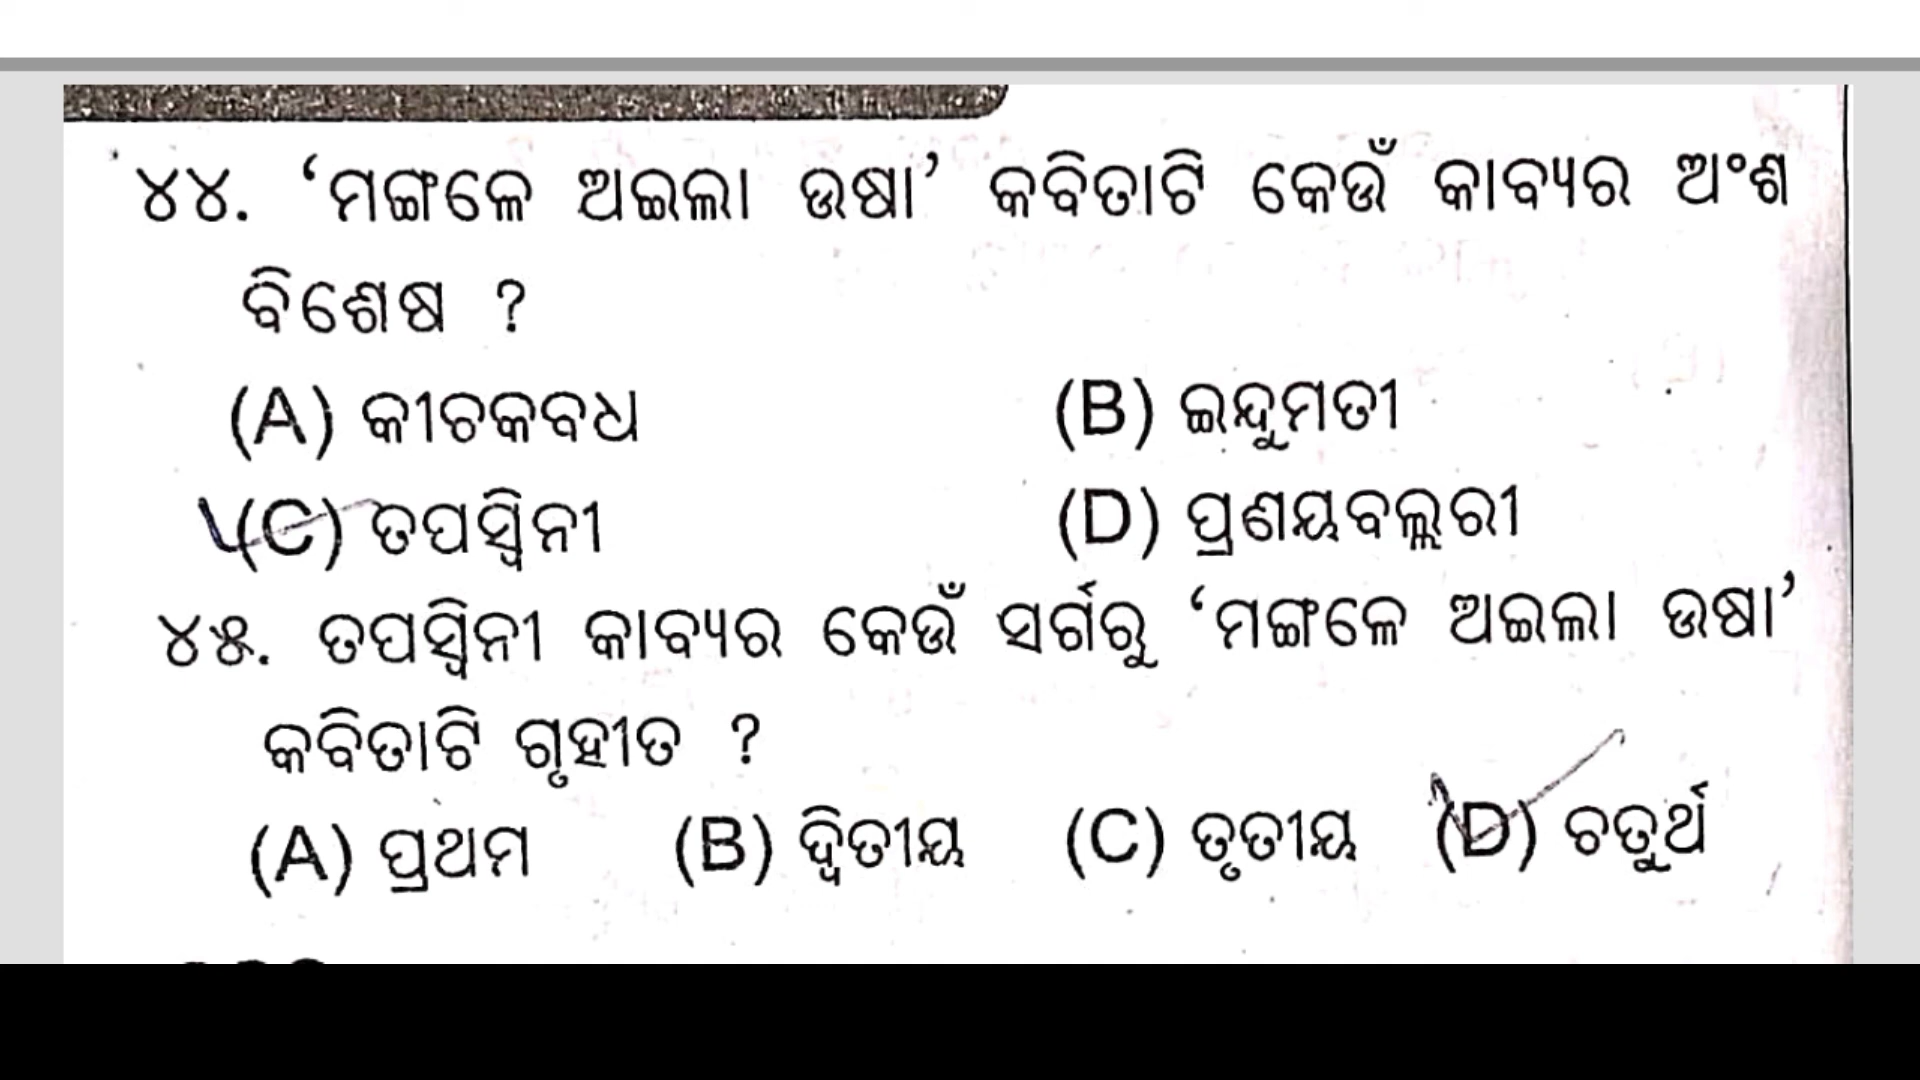 ୪୪. ‘ମଙ୍ଗଳେ ଅଇଲା ଉଷା’ କବିତାଟି କେଉଁ କାବ୍ୟର ଅଂଶ
ବିଶେଷ ?
(A) କୀଚକବଧ (B) ଇନ୍ଦୁମତୀ
(C) ତପସ୍ୱିନୀ (D) ପ୍ରଣୟବଲ୍ଲରୀ
୪୫. ତପସ୍ୱିନୀ କାବ୍ୟର କେଉଁ ସର୍ଗରୁ ‘ମଙ୍ଗଳେ ଅଇଲା ଉଷା’
କବିତାଟି ଗୃହୀତ ?
(A) ପ୍ରଥମ (B) ଦ୍ୱିତୀୟ (C) ତୃତୀୟ (D) ଚତୁର୍ଥ